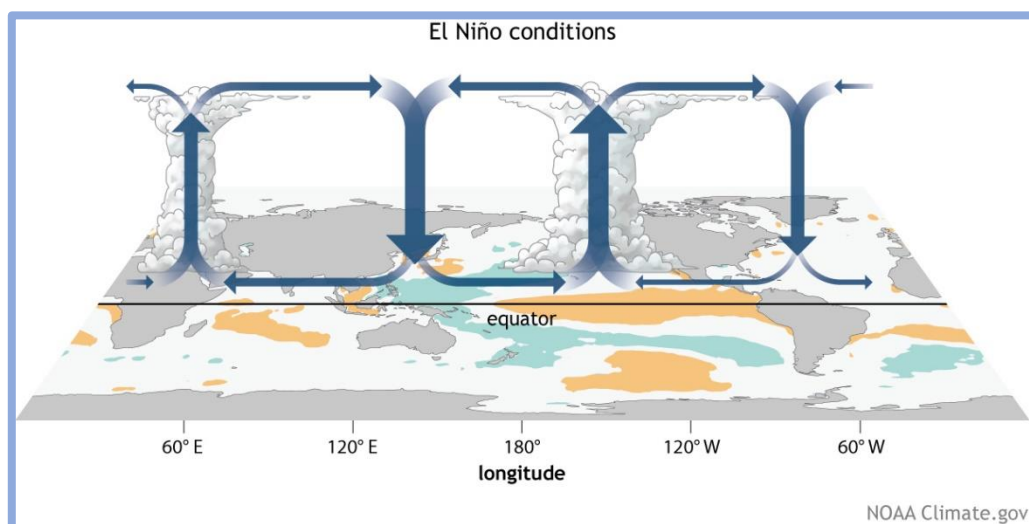 El Niño conditions
equator
60° E 120° E 180° 120° W 60° W
longitude
NOAA Climate.gov